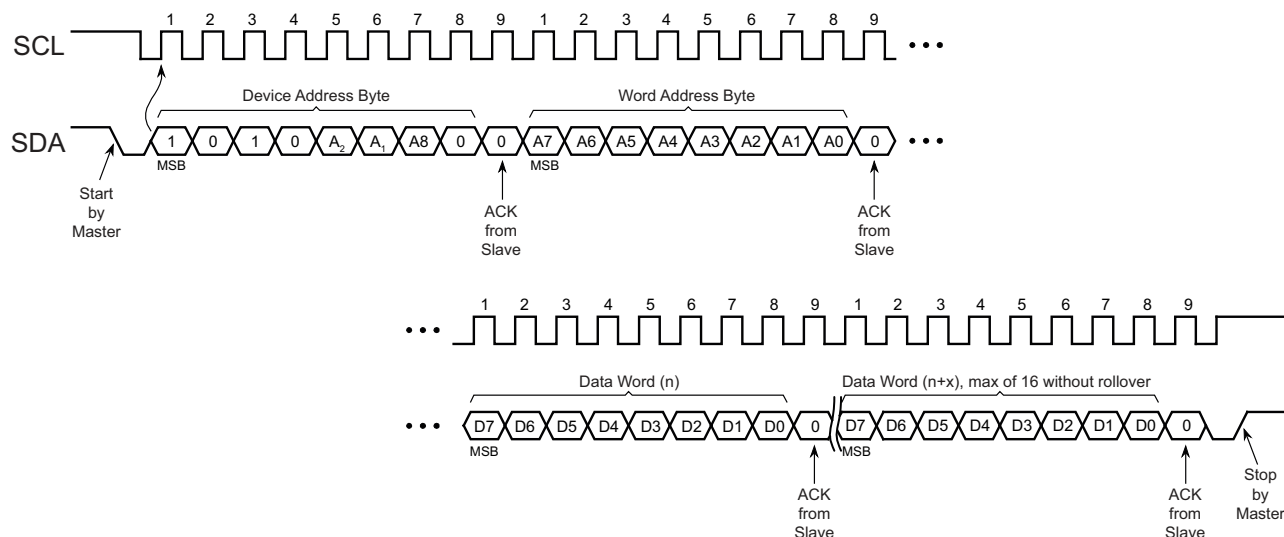 1 2 3 4 5 6 7 8 9 1 2 3 4 5 6 7 8 9
SCL
Device Address Byte Word Address Byte
SDA 1 0 1 0 A2 A1 A8 0 0 A7 A6 A5 A4 A3 A2 A1 A0 0
MSB MSB
Start
by
Master
ACK
from
Slave
ACK
from
Slave
1 2 3 4 5 6 7 8 9 1 2 3 4 5 6 7 8 9
Data Word (n) Data Word (n+x), max of 16 without rollover
D7 D6 D5 D4 D3 D2 D1 D0 0 D7 D6 D5 D4 D3 D2 D1 D0 0
MSB MSB
ACK
from
Slave
ACK
from
Slave
Stop
by
Master